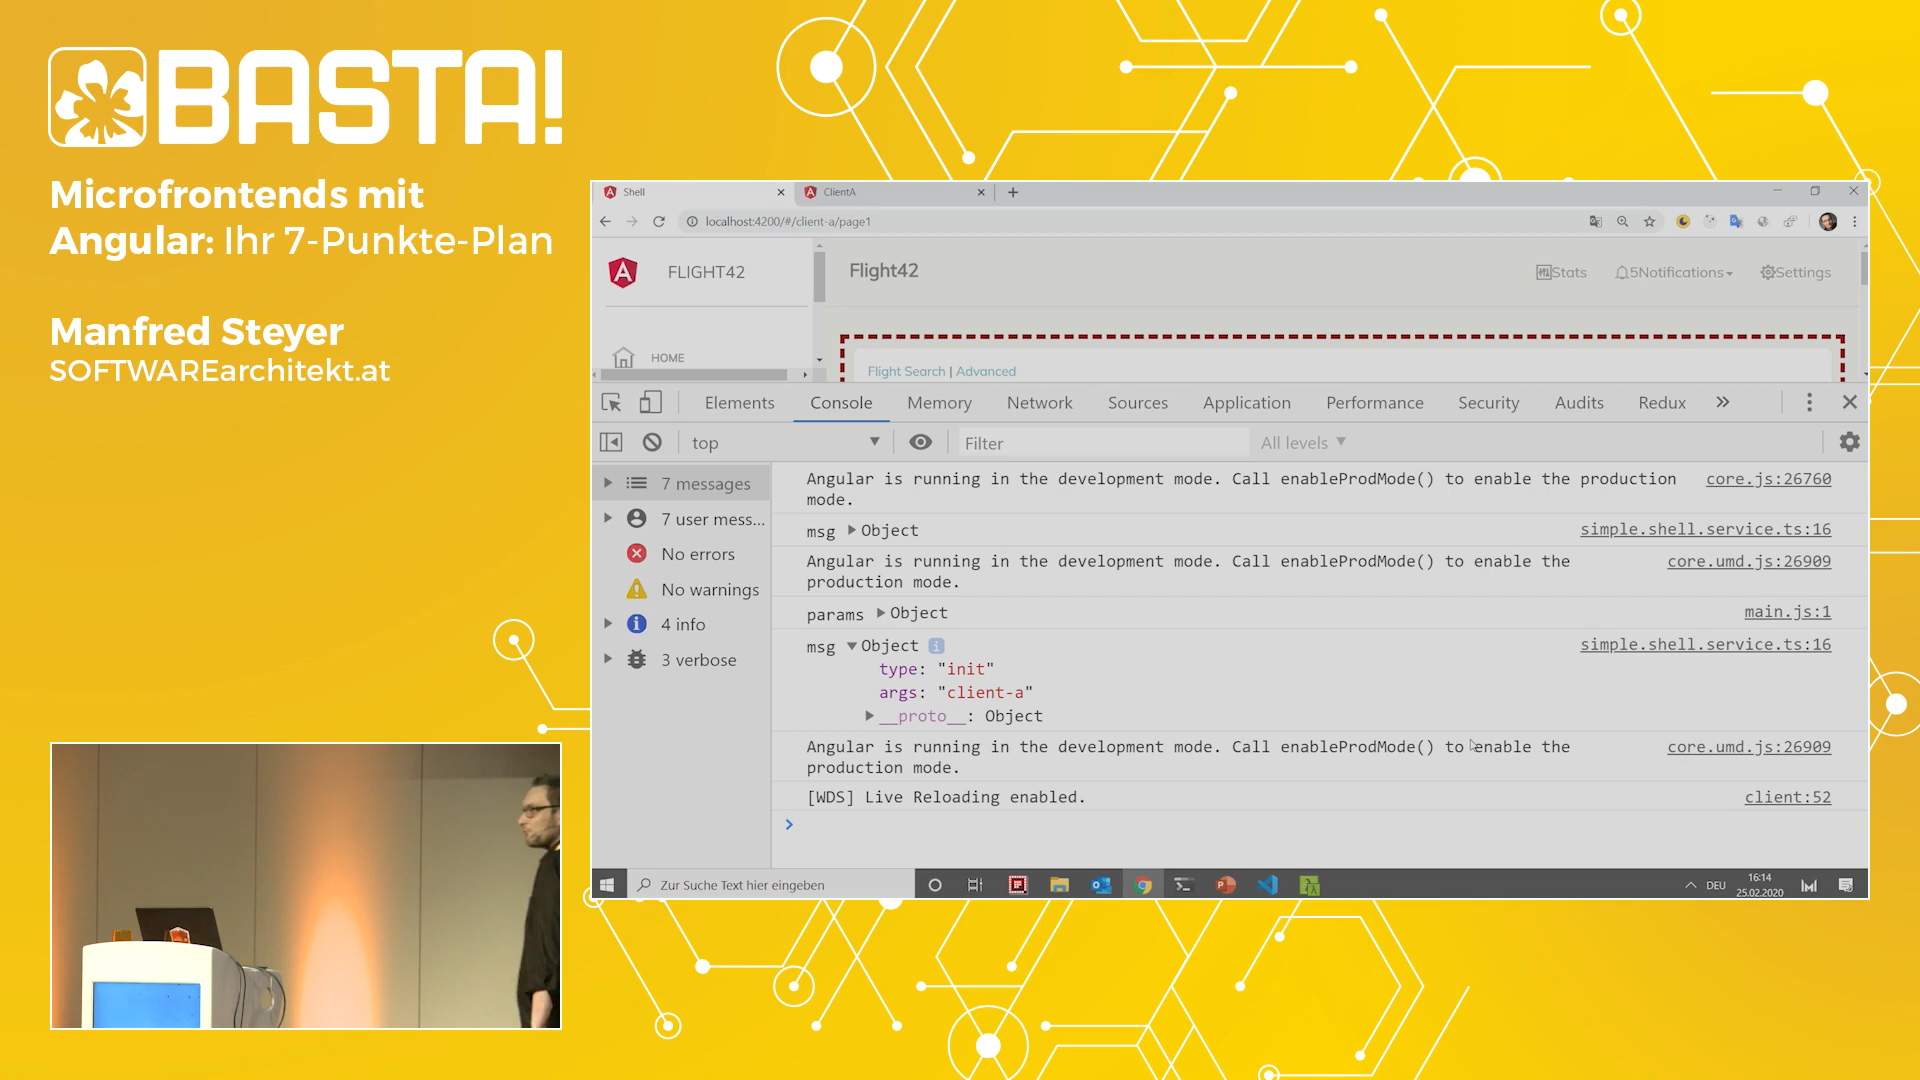 BASTA!
Microfrontends mit
Angular: Ihr 7-Punkte-Plan
Manfred Steyer
SOFTWAREarchitekt.at
Shell
ClientA
localhost:4200/#/client-a/page1
FLIGHT42
Flight42
Stats
5Notifications
Settings
HOME
Flight Search | Advanced
Elements
Console
Memory
Network
Sources
Application
Performance
Security
Audits
Redux
top
Filter
All levels
7 messages
7 user mess...
No errors
No warnings
4 info
3 verbose
Angular is running in the development mode. Call enableProdMode() to enable the production core.js:26760
mode.
msg Object simple.shell.service.ts:16
Angular is running in the development mode. Call enableProdMode() to enable the core.umd.js:26909
production mode.
params Object main.js:1
msg Object simple.shell.service.ts:16
type: "init"
args: "client-a"
__proto__: Object
Angular is running in the development mode. Call enableProdMode() to enable the core.umd.js:26909
production mode.
[WDS] Live Reloading enabled. client:52
Zur Suche Text hier eingeben
DEU
16:14
25.02.2020